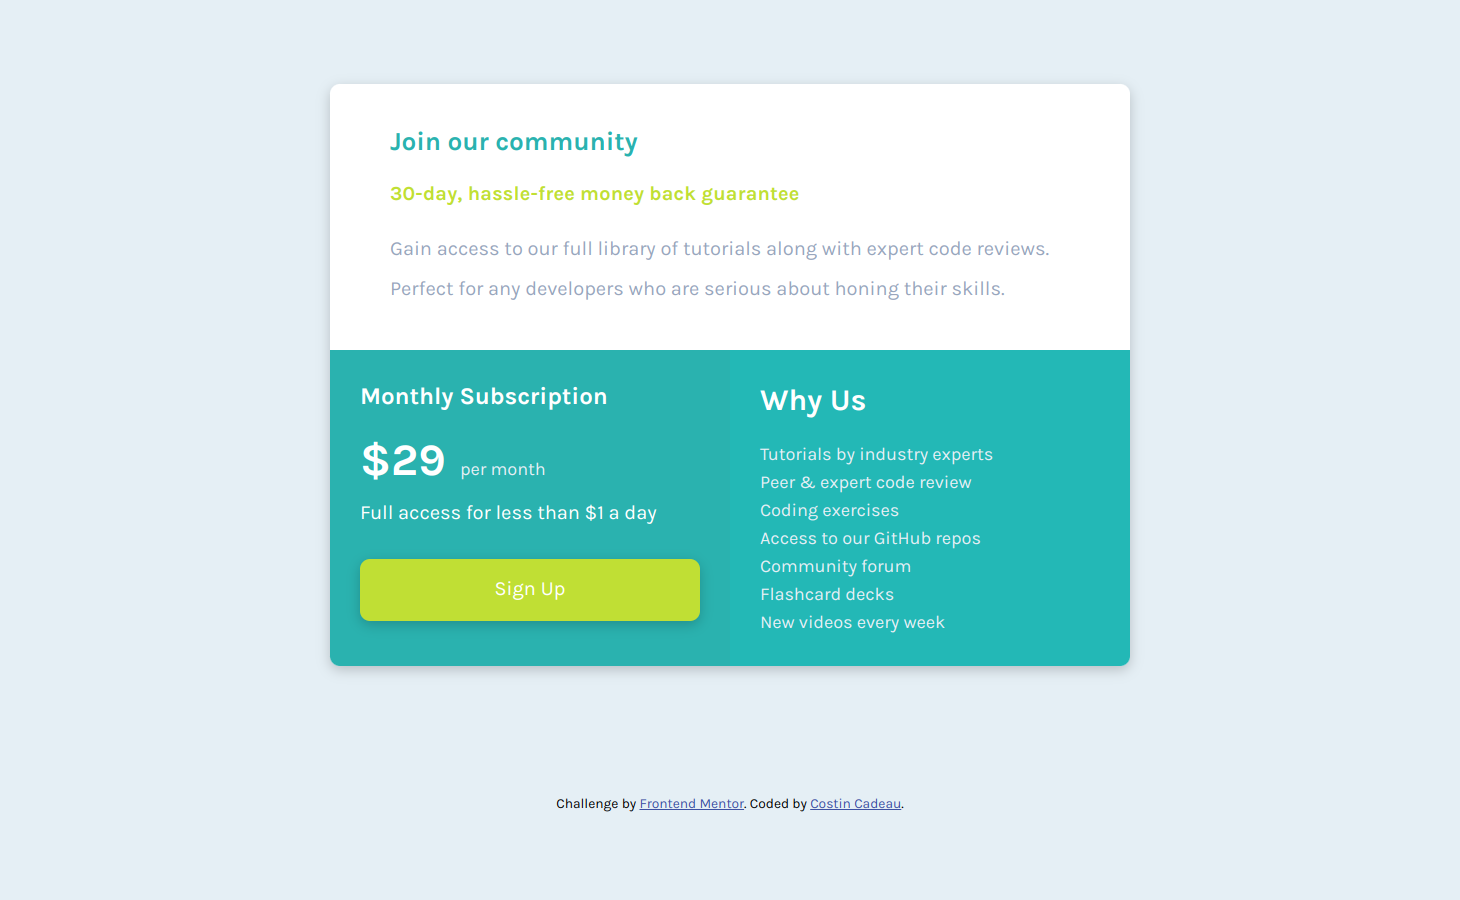 Join our community
30-day, hassle-free money back guarantee
Gain access to our full library of tutorials along with expert code reviews.
Perfect for any developers who are serious about honing their skills.
Monthly Subscription
$29 per month
Full access for less than $1 a day
Sign Up
Why Us
Tutorials by industry experts
Peer & expert code review
Coding exercises
Access to our GitHub repos
Community forum
Flashcard decks
New videos every week
Challenge by Frontend Mentor. Coded by Costin Cadeau.